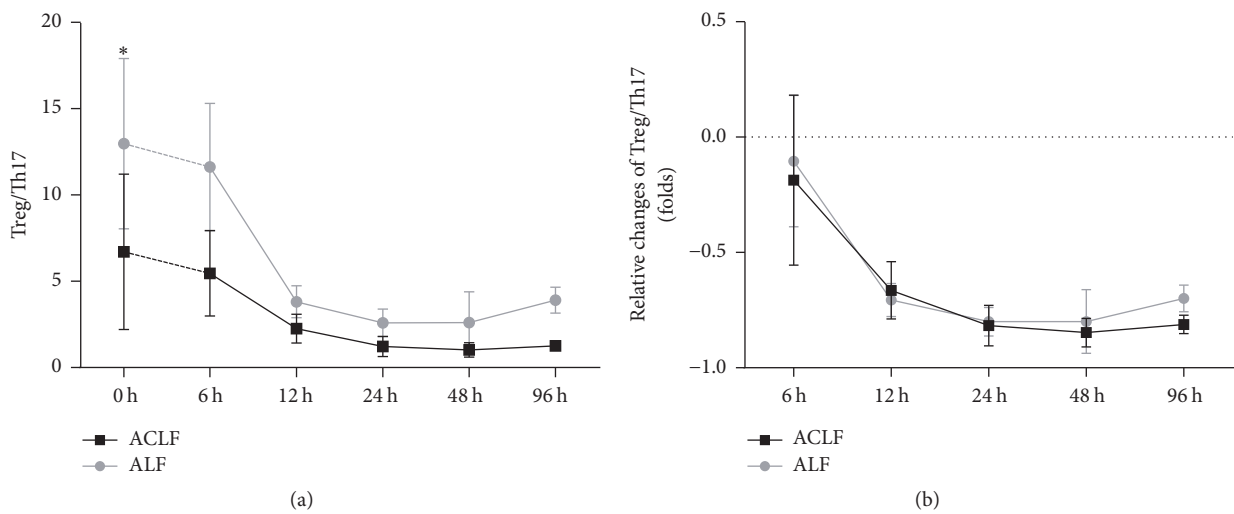 20
15
10
5
0
Treg/Th17
*
0 h
6 h
12 h
24 h
48 h
96 h
ACLF
ALF
(a)
0.5
0.0
−0.5
−1.0
Relative changes of Treg/Th17
(folds)
6 h
12 h
24 h
48 h
96 h
ACLF
ALF
(b)